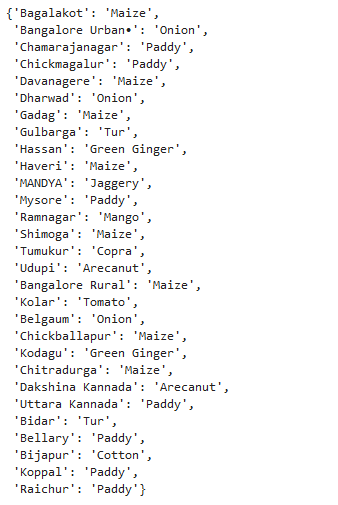 {'Bagalakot': 'Maize',
'Bangalore Urban•': 'Onion',
'Chamarajanagar': 'Paddy',
'Chickmagalur': 'Paddy',
'Davanagere': 'Maize',
'Dharwad': 'Onion',
'Gadag': 'Maize',
'Gulbarga': 'Tur',
'Hassan': 'Green Ginger',
'Haveri': 'Maize',
'MANDYA': 'Jaggery',
'Mysore': 'Paddy',
'Ramnagar': 'Mango',
'Shimoga': 'Maize',
'Tumukur': 'Copra',
'Udupi': 'Arecanut',
'Bangalore Rural': 'Maize',
'Kolar': 'Tomato',
'Belgaum': 'Onion',
'Chickballapur': 'Maize',
'Kodagu': 'Green Ginger',
'Chitradurga': 'Maize',
'Dakshina Kannada': 'Arecanut',
'Uttara Kannada': 'Paddy',
'Bidar': 'Tur',
'Bellary': 'Paddy',
'Bijapur': 'Cotton',
'Koppal': 'Paddy',
'Raichur': 'Paddy'}